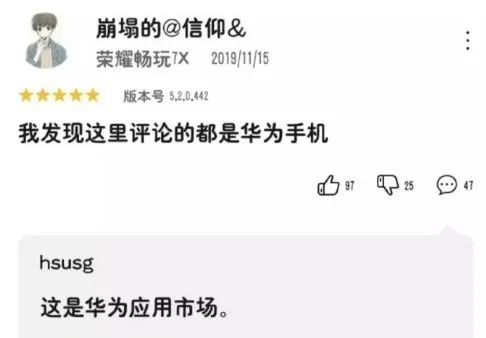 崩塌的@信仰&
荣耀畅玩7X 2019/11/15
版本号 5.2.0.442
我发现这里评论的都是华为手机
97 25 47
hsusg
这是华为应用市场。